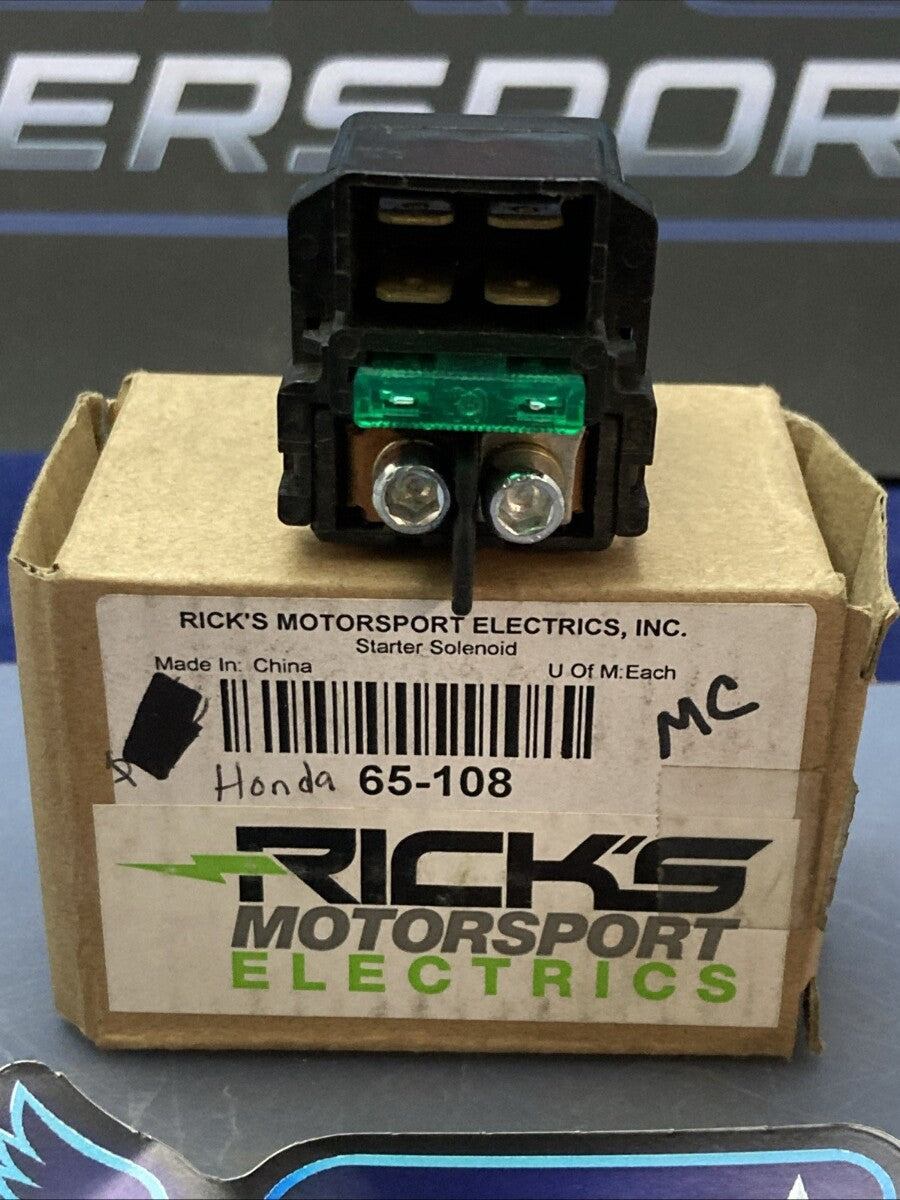 ERSPOR
RICK'S MOTORSPORT ELECTRICS, INC.
Starter Solenoid
Made In: China U Of M:Each
MC
Honda 65-108
RICK'S
MOTORSPORT
ELECTRICS